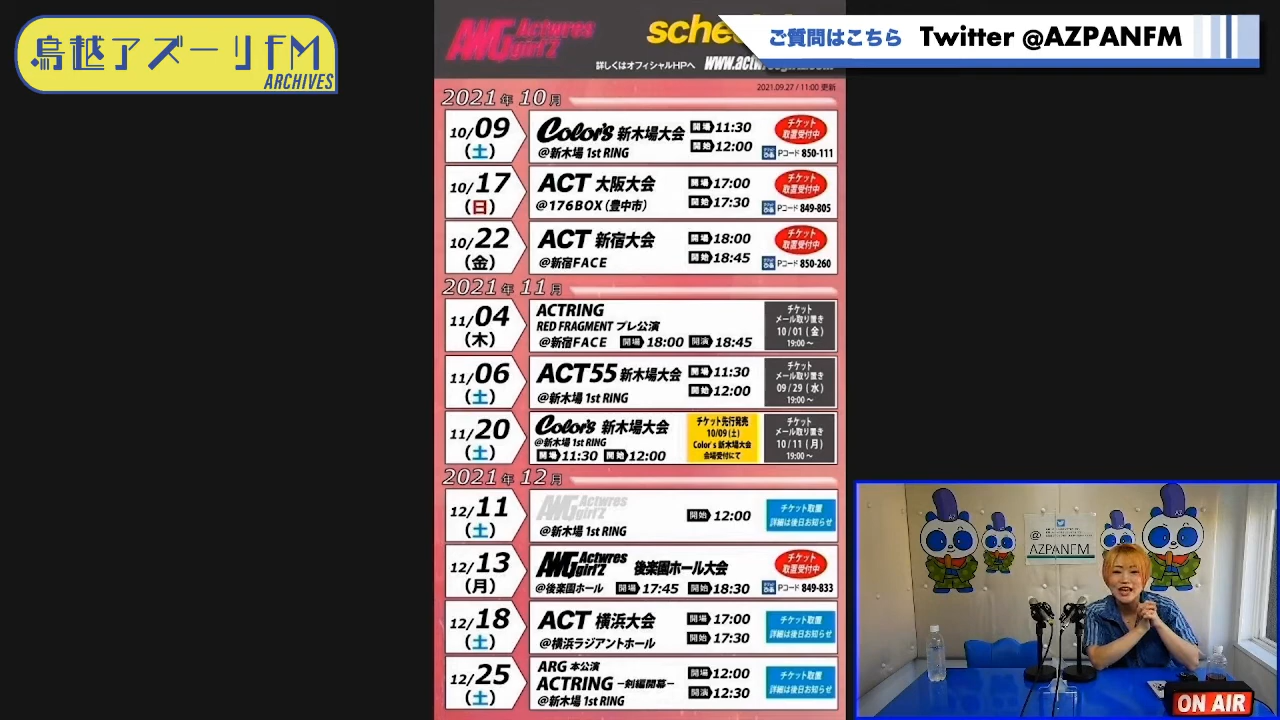 鳥越アズーリFM
ARCHIVES
ご質問はこちら Twitter @AZPANFM
AWG Actwres girl'Z
詳しくはオフィシャルHPへ
2021.09.27 / 11:00 更新
2021年10月
10/09 (土)
Color's 新木場大会
@新木場 1st RING
開場 11:30
開始 12:00
チケット
取置受付中
Pコード 850-111
10/17 (日)
ACT 大阪大会
@176BOX(豊中市)
開場 17:00
開始 17:30
チケット
取置受付中
Pコード 849-805
10/22 (金)
ACT 新宿大会
@新宿FACE
開場 18:00
開始 18:45
チケット
取置受付中
Pコード 850-260
2021年11月
11/04 (木)
ACTRING
RED FRAGMENT プレ公演
@新宿FACE 開場 18:00 開演 18:45
チケット
メール取り置き
10/01(金)
19:00〜
11/06 (土)
ACT55 新木場大会
@新木場 1st RING
開場 11:30
開始 12:00
チケット
メール取り置き
09/29(水)
19:00〜
11/20 (土)
Color's 新木場大会
@新木場 1st RING
開場 11:30 開始 12:00
チケット先行発売
10/09(土)
Color's 新木場大会
会場受付にて
チケット
メール取り置き
10/11(月)
19:00〜
2021年12月
12/11 (土)
AWG Actwres girl'Z
@新木場 1st RING
開始 12:00
チケット取置
詳細は後日お知らせ
12/13 (月)
AWG Actwres girl'Z 後楽園ホール大会
@後楽園ホール 開場 17:45 開始 18:30
チケット
取置受付中
Pコード 849-833
12/18 (土)
ACT 横浜大会
@横浜ラジアントホール
開場 17:00
開始 17:30
チケット取置
詳細は後日お知らせ
12/25 (土)
ARG 本公演
ACTRING −剣編開幕−
@新木場 1st RING
開場 12:00
開演 12:30
チケット取置
詳細は後日お知らせ
@
AZPANFM
ON AIR